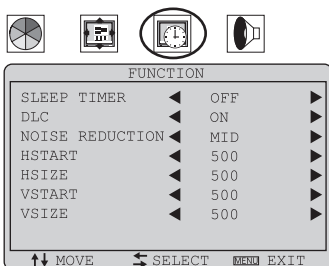 FUNCTION
SLEEP TIMER ◀ OFF ▶
DLC ◀ ON ▶
NOISE REDUCTION ◀ MID ▶
HSTART ◀ 500 ▶
HSIZE ◀ 500 ▶
VSTART ◀ 500 ▶
VSIZE ◀ 500 ▶
MOVE SELECT MENU EXIT